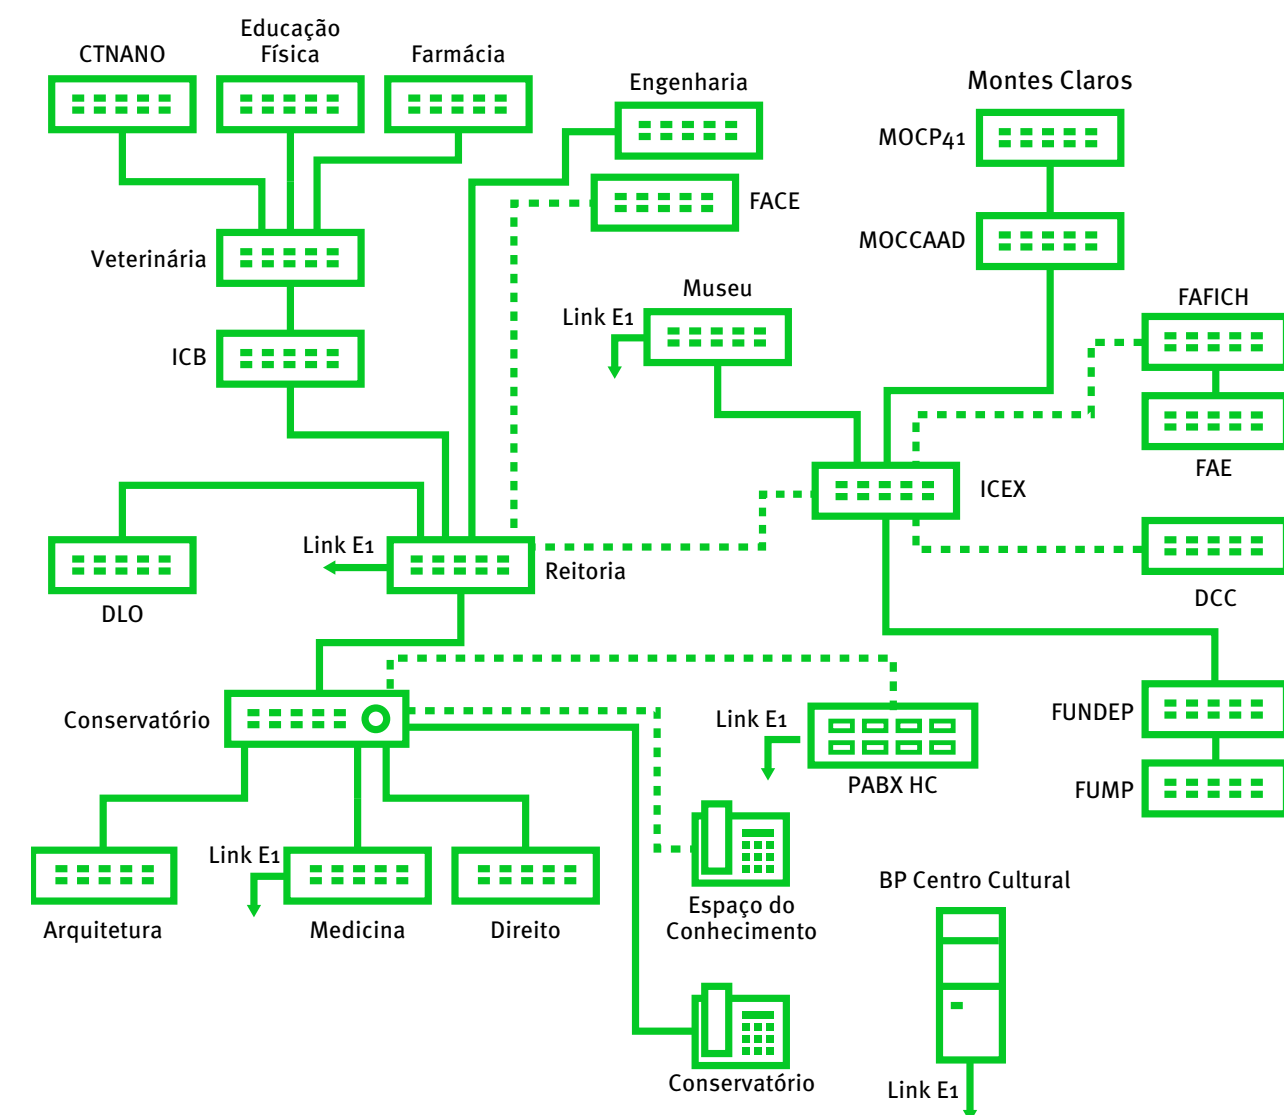 CTNANO
Educação
Física
Farmácia
Engenharia
Montes Claros
MOCP41
FACE
MOCCAAD
Veterinária
Museu
FAFICH
Link E1
ICB
FAE
ICEX
Link E1
Reitoria
DLO
DCC
Conservatório
Link E1
FUNDEP
PABX HC
FUMP
Link E1
BP Centro Cultural
Arquitetura
Medicina
Direito
Espaço do
Conhecimento
Conservatório
Link E1